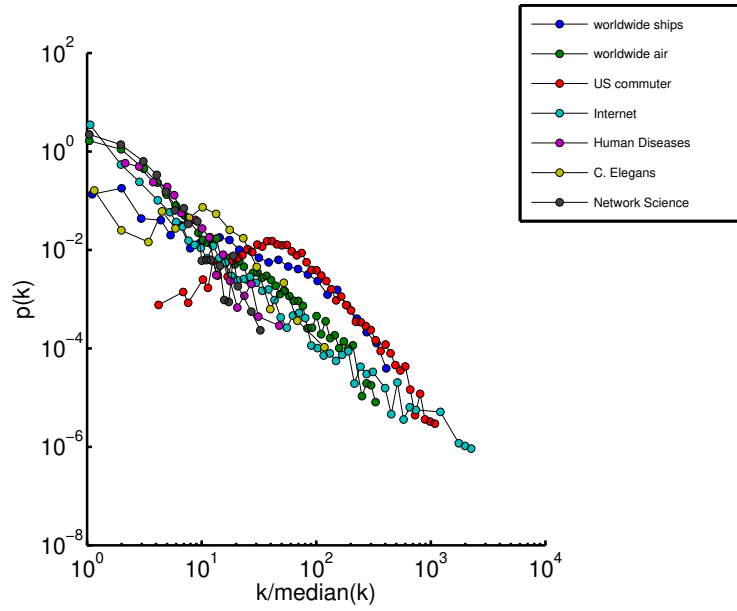 10^2
10^0
10^-2
10^-4
10^-6
10^-8
p(k)
10^0 10^1 10^2 10^3 10^4
k/median(k)
worldwide ships
worldwide air
US commuter
Internet
Human Diseases
C. Elegans
Network Science